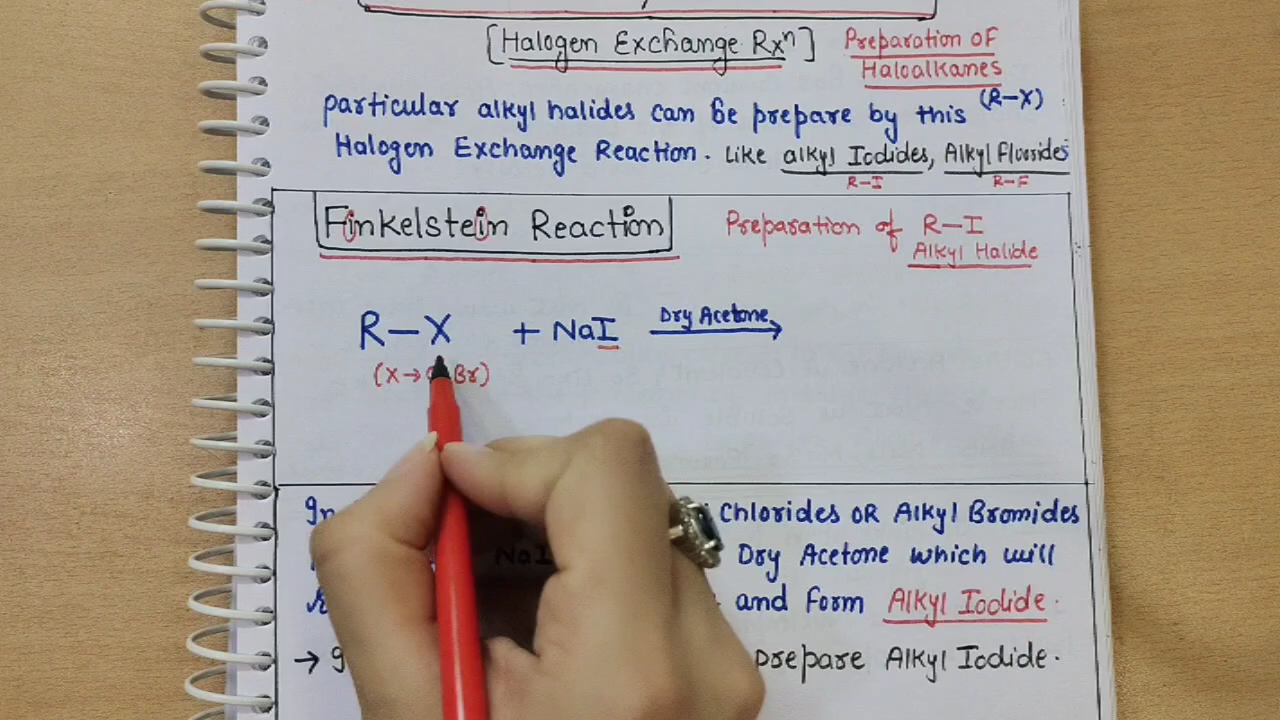 [Halogen Exchange Rxⁿ] Preparation of
Haloalkanes
(R-X)
particular alkyl halides can be prepare by this
Halogen Exchange Reaction. Like alkyl Iodides, Alkyl Fluorides
R-I R-F
Finkelstein Reaction Preparation of R-I
Alkyl Halide
R-X + NaI Dry Acetone
(X→ Br)
Chlorides OR Alkyl Bromides
NaI Dry Acetone which will
and form Alkyl Iodide.
→ prepare Alkyl Iodide.